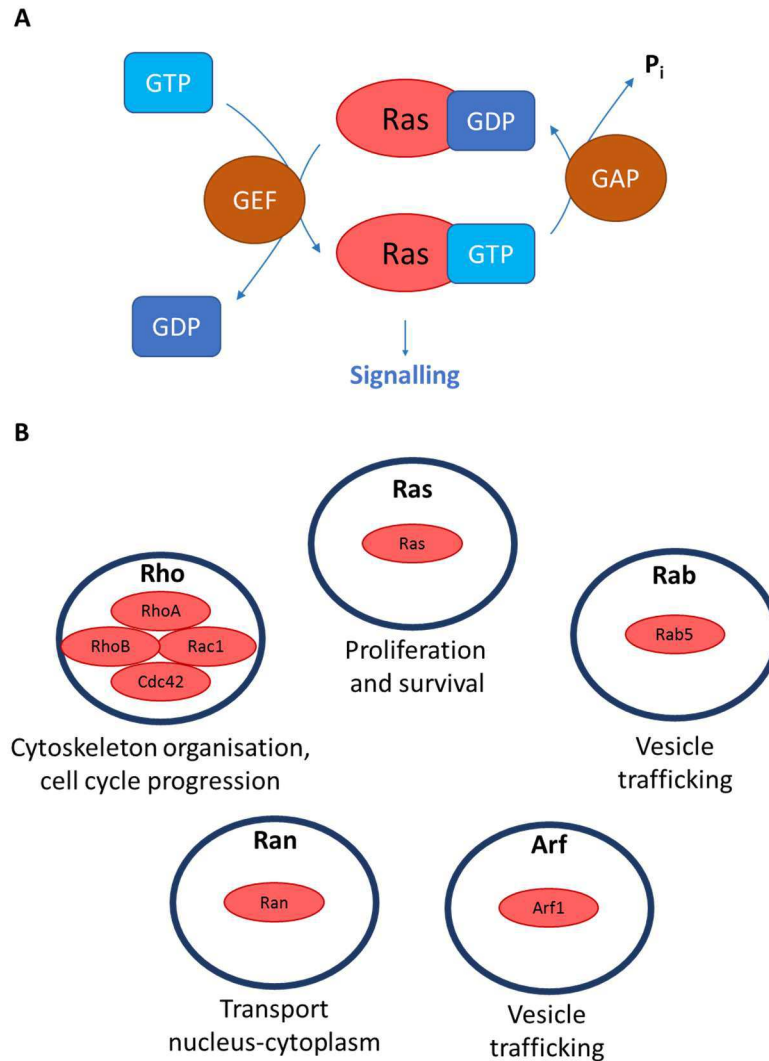 A
GTP
Ras
GDP
P_i
GEF
GAP
Ras
GTP
GDP
Signalling
B
Ras
Ras
Proliferation
and survival
Rho
RhoA
RhoB
Rac1
Cdc42
Cytoskeleton organisation,
cell cycle progression
Rab
Rab5
Vesicle
trafficking
Ran
Ran
Transport
nucleus-cytoplasm
Arf
Arf1
Vesicle
trafficking